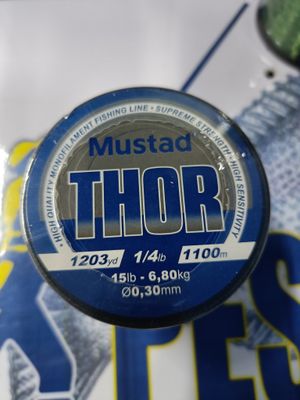 • HIGH QUALITY MONOFILAMENT FISHING LINE • SUPREME STRENGTH • HIGH SENSITIVITY •
Mustad
THOR
1203yd 1/4lb 1100m
15lb - 6,80kg
Ø0,30mm
PES